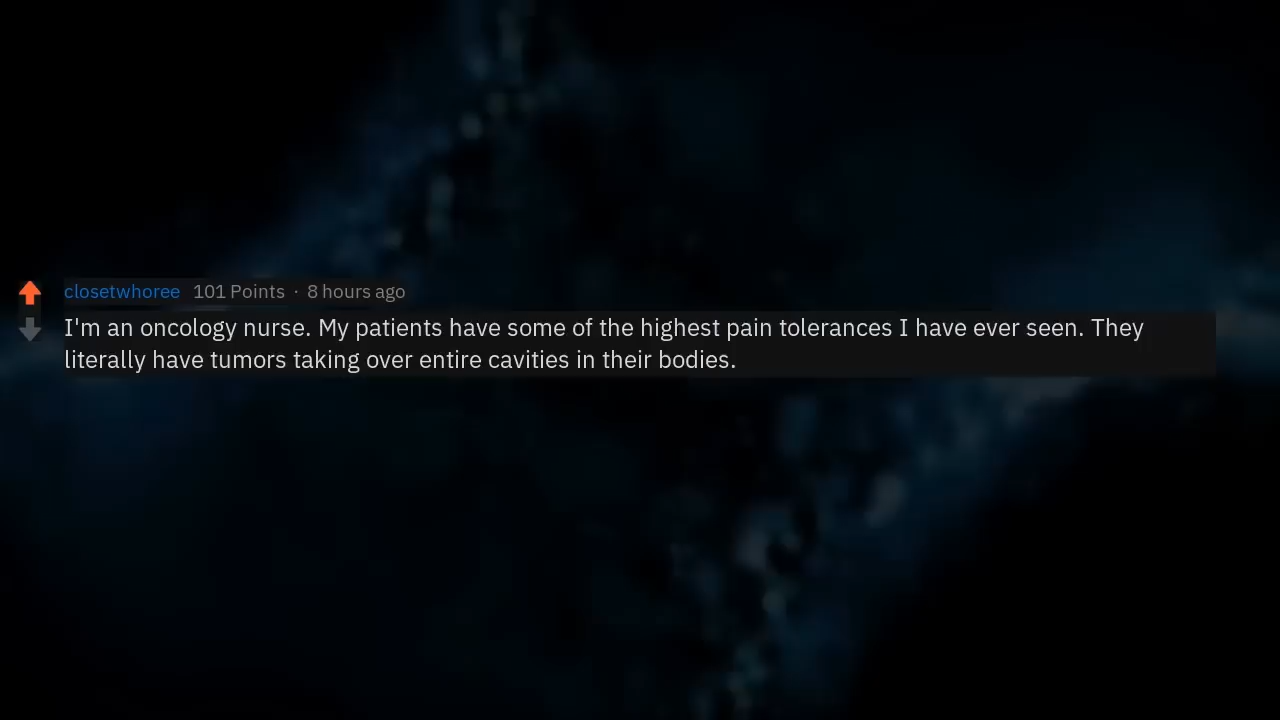 closetwhoree 101 Points · 8 hours ago
I'm an oncology nurse. My patients have some of the highest pain tolerances I have ever seen. They
literally have tumors taking over entire cavities in their bodies.